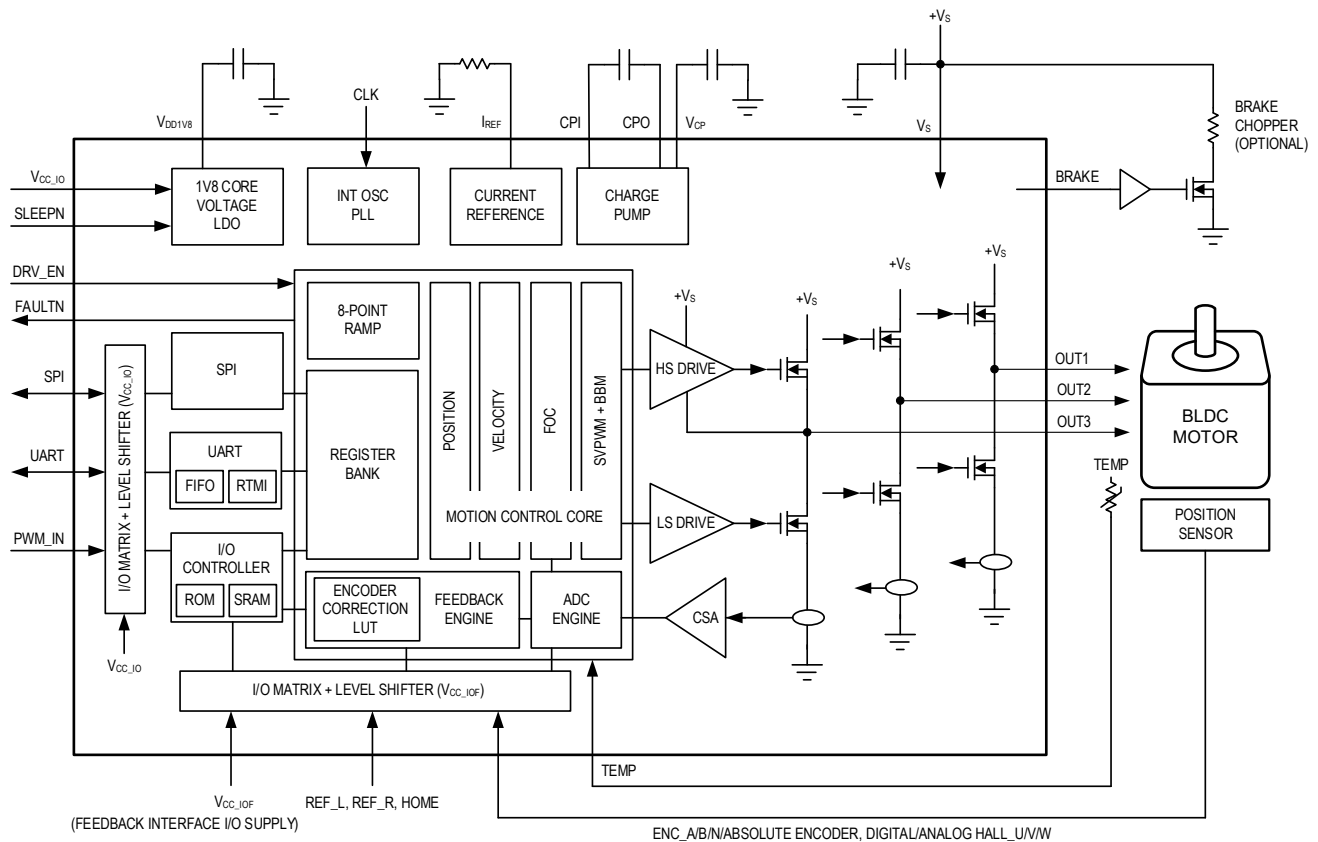 +VS
CLK
VDD1V8
IREF
CPI
CPO
VCP
VS
BRAKE
CHOPPER
(OPTIONAL)
VCC_IO
SLEEPN
1V8 CORE
VOLTAGE
LDO
INT OSC
PLL
CURRENT
REFERENCE
CHARGE
PUMP
BRAKE
DRV_EN
FAULTN
SPI
UART
PWM_IN
I/O MATRIX + LEVEL SHIFTER (VCC_IO)
VCC_IO
SPI
UART
FIFO
RTMI
I/O
CONTROLLER
ROM
SRAM
8-POINT
RAMP
REGISTER
BANK
POSITION
VELOCITY
FOC
SVPWM + BBM
MOTION CONTROL CORE
ENCODER
CORRECTION
LUT
FEEDBACK
ENGINE
ADC
ENGINE
+VS
HS DRIVE
LS DRIVE
CSA
+VS
+VS
+VS
OUT1
OUT2
OUT3
BLDC
MOTOR
TEMP
POSITION
SENSOR
I/O MATRIX + LEVEL SHIFTER (VCC_IOF)
TEMP
VCC_IOF
(FEEDBACK INTERFACE I/O SUPPLY)
REF_L, REF_R, HOME
ENC_A/B/N/ABSOLUTE ENCODER, DIGITAL/ANALOG HALL_U/V/W